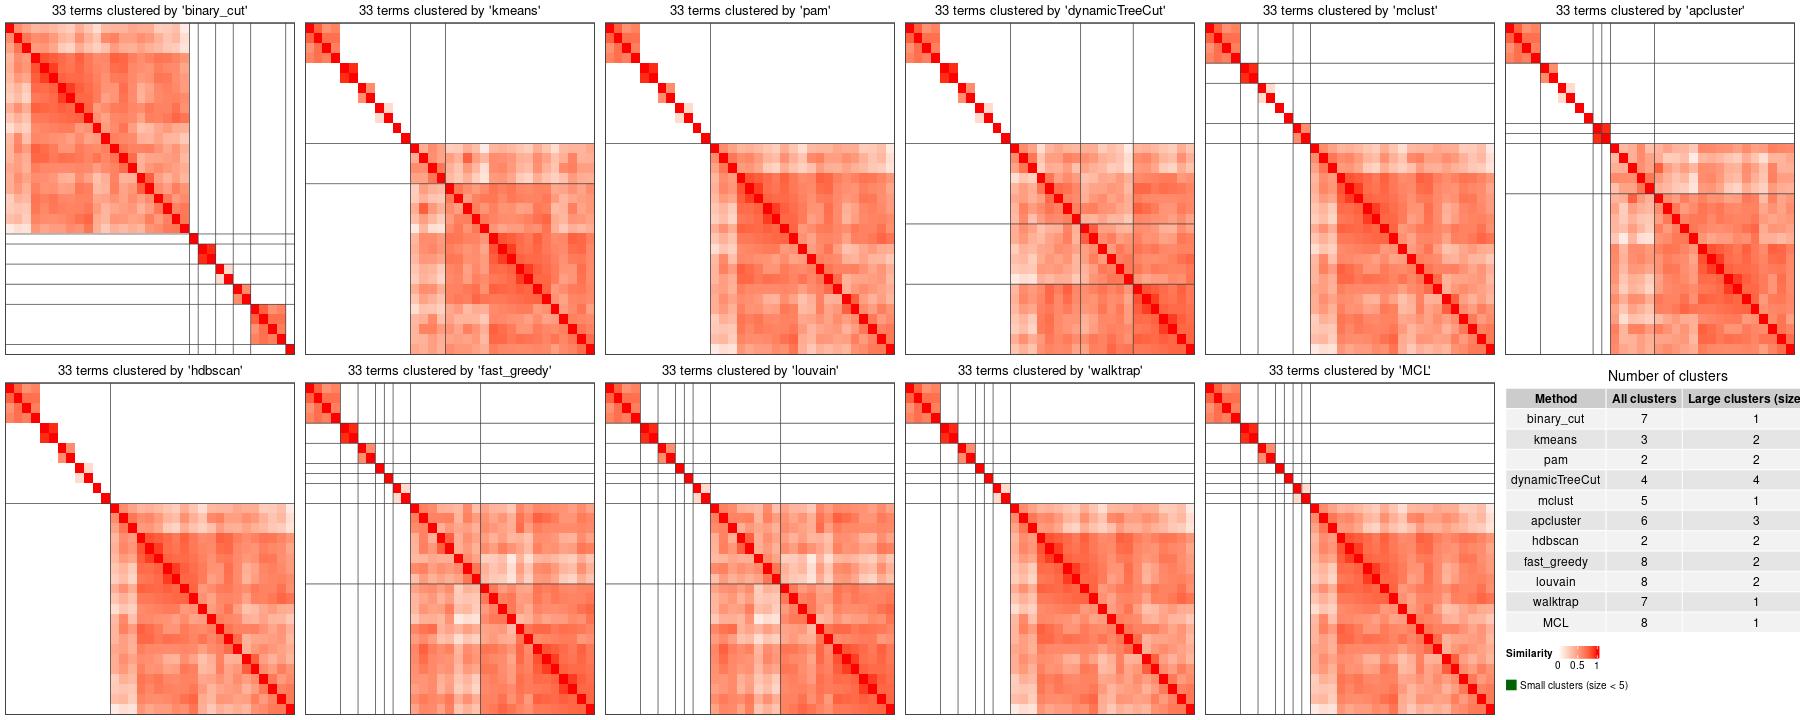 33 terms clustered by 'binary_cut'
33 terms clustered by 'kmeans'
33 terms clustered by 'pam'
33 terms clustered by 'dynamicTreeCut'
33 terms clustered by 'mclust'
33 terms clustered by 'apcluster'
33 terms clustered by 'hdbscan'
33 terms clustered by 'fast_greedy'
33 terms clustered by 'louvain'
33 terms clustered by 'walktrap'
33 terms clustered by 'MCL'
Number of clusters
Method All clusters Large clusters (size
binary_cut 7 1
kmeans 3 2
pam 2 2
dynamicTreeCut 4 4
mclust 5 1
apcluster 6 3
hdbscan 2 2
fast_greedy 8 2
louvain 8 2
walktrap 7 1
MCL 8 1
Similarity
0 0.5 1
Small clusters (size < 5)